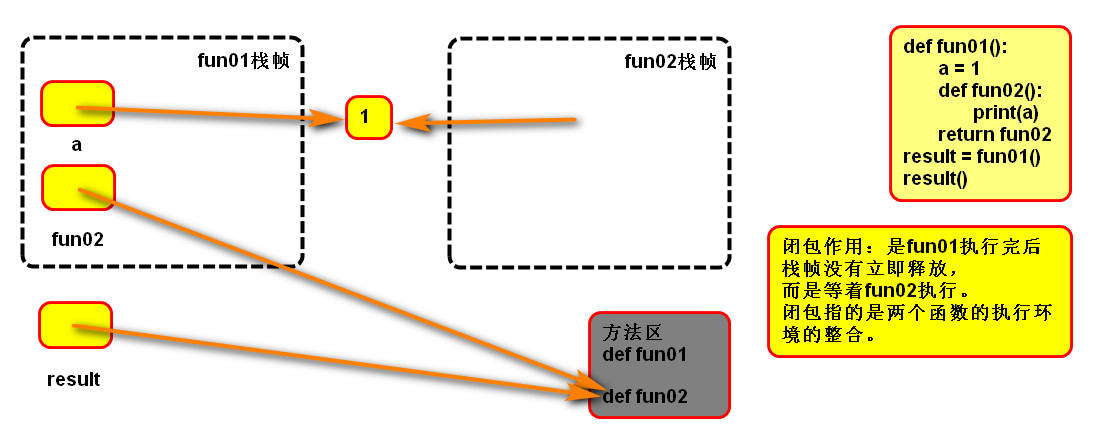 fun01栈帧
fun02栈帧
a
1
fun02
result
方法区
def fun01
def fun02
def fun01():
a = 1
def fun02():
print(a)
return fun02
result = fun01()
result()
闭包作用：是fun01执行完后
栈帧没有立即释放，
而是等着fun02执行。
闭包指的是两个函数的执行环
境的整合。